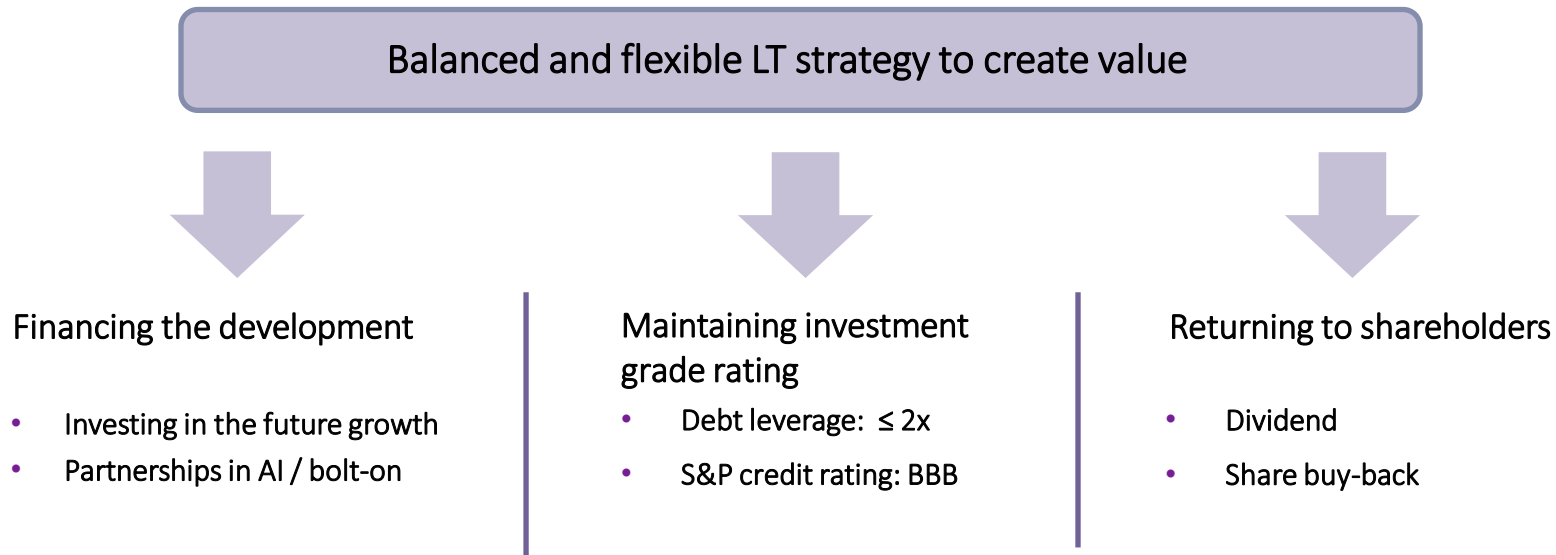 Balanced and flexible LT strategy to create value
Financing the development
• Investing in the future growth
• Partnerships in AI / bolt-on
Maintaining investment
grade rating
• Debt leverage: ≤ 2x
• S&P credit rating: BBB
Returning to shareholders
• Dividend
• Share buy-back